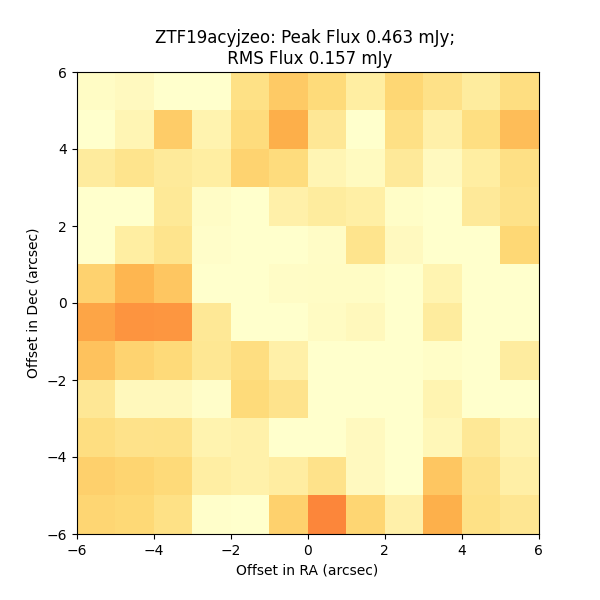 ZTF19acyjzeo: Peak Flux 0.463 mJy;
RMS Flux 0.157 mJy
6
4
2
0
−2
−4
−6
Offset in Dec (arcsec)
−6 −4 −2 0 2 4 6
Offset in RA (arcsec)